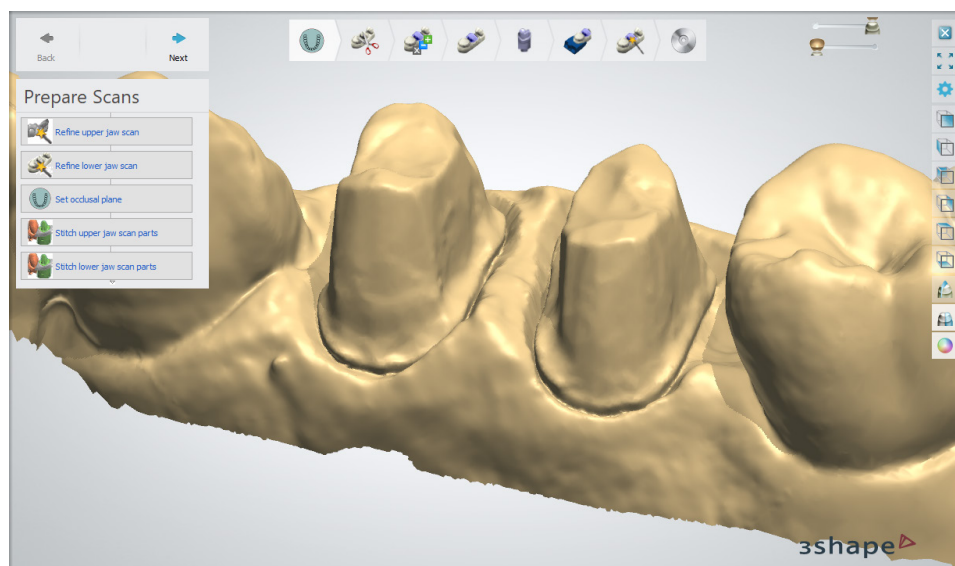 Back
Next
Prepare Scans
Refine upper jaw scan
Refine lower jaw scan
Set occlusal plane
Stitch upper jaw scan parts
Stitch lower jaw scan parts
3shape